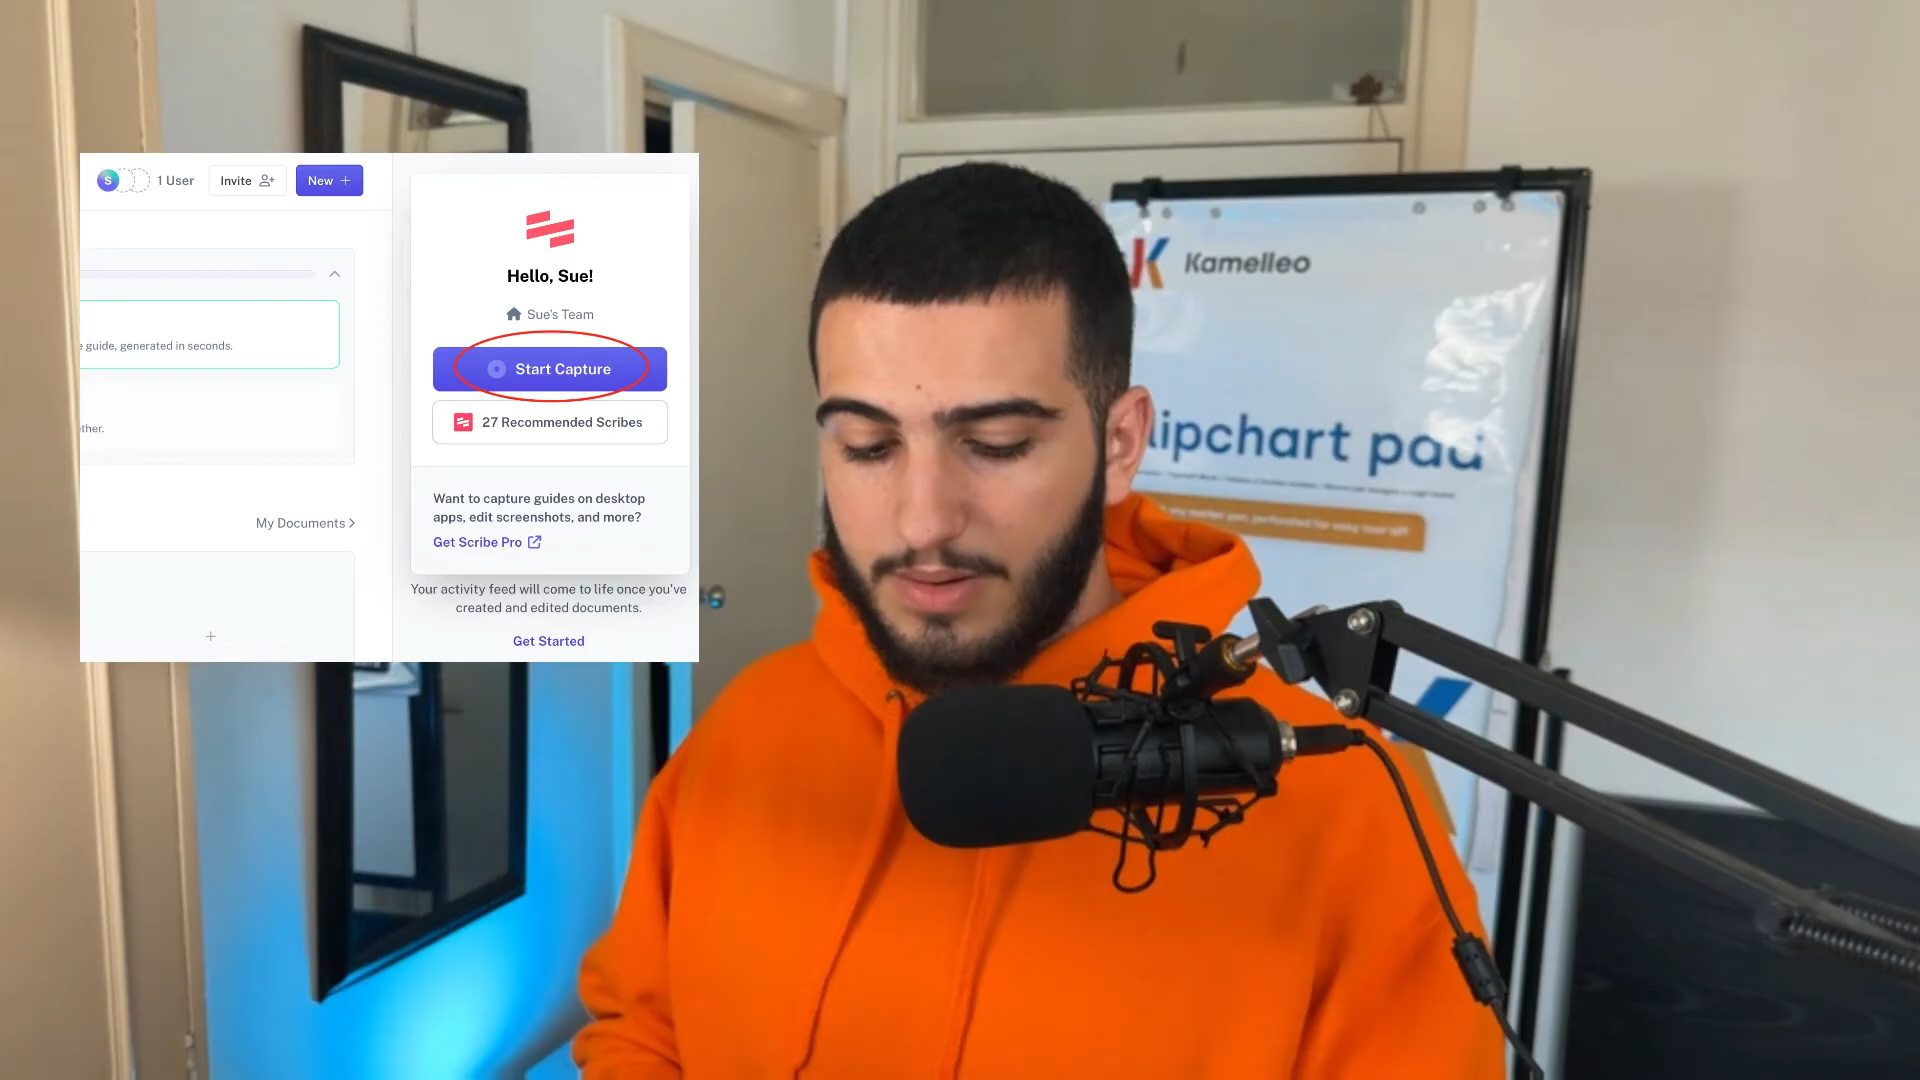 S
1 User
Invite
New
guide, generated in seconds.
My Documents
Hello, Sue!
Sue's Team
Start Capture
27 Recommended Scribes
Want to capture guides on desktop
apps, edit screenshots, and more?
Get Scribe Pro
Your activity feed will come to life once you've
created and edited documents.
Get Started
Kamelleo
lipchart pad